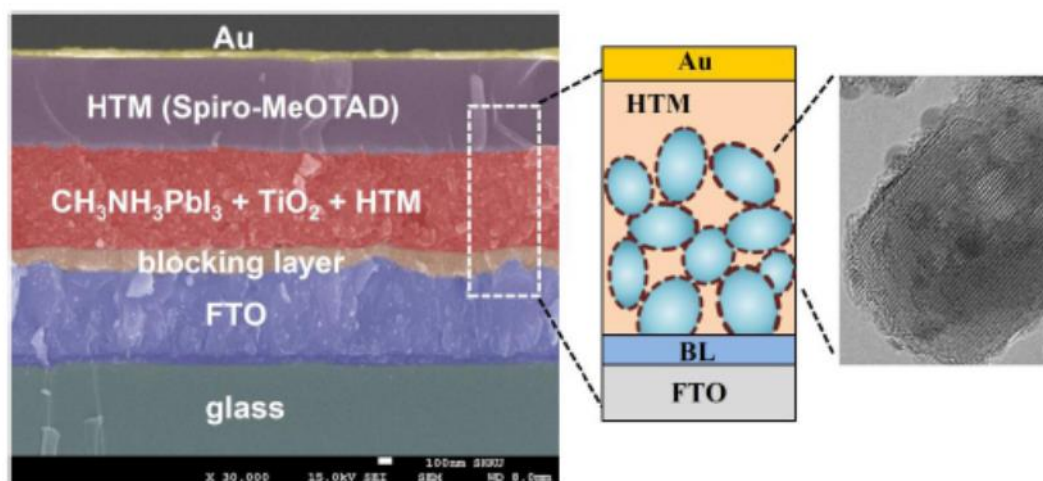 Au
HTM (Spiro-MeOTAD)
CH₃NH₃PbI₃ + TiO₂ + HTM
blocking layer
FTO
glass
X 30,000 15.0kV SEI SEM WD 8.0mm
100nm SKKU
Au
HTM
BL
FTO